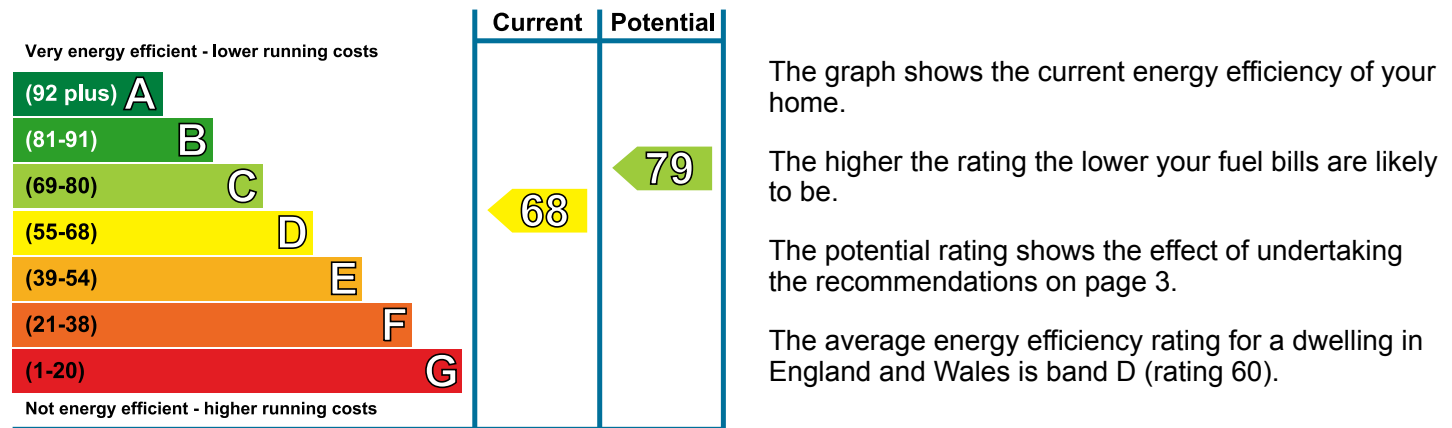 Current Potential
Very energy efficient - lower running costs
(92 plus) A
(81-91) B
(69-80) C
(55-68) D
(39-54) E
(21-38) F
(1-20) G
Not energy efficient - higher running costs
68
79
The graph shows the current energy efficiency of your
home.
The higher the rating the lower your fuel bills are likely
to be.
The potential rating shows the effect of undertaking
the recommendations on page 3.
The average energy efficiency rating for a dwelling in
England and Wales is band D (rating 60).